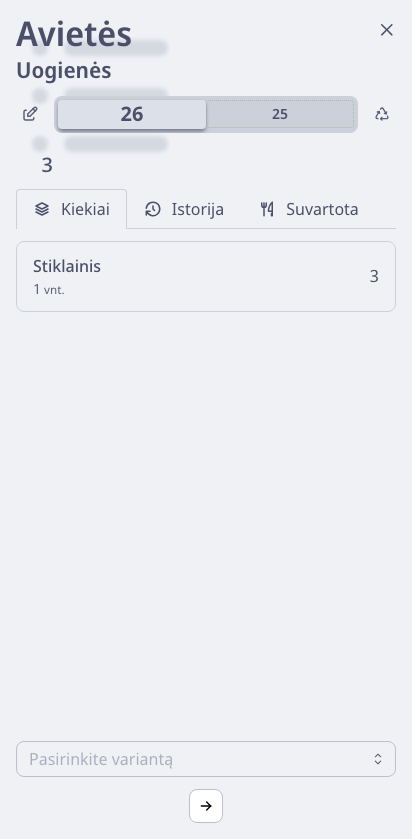 Avietės
Uogienės
26 25
3
Kiekiai Istorija Suvartota
Stiklainis 3
1 vnt.
Pasirinkite variantą